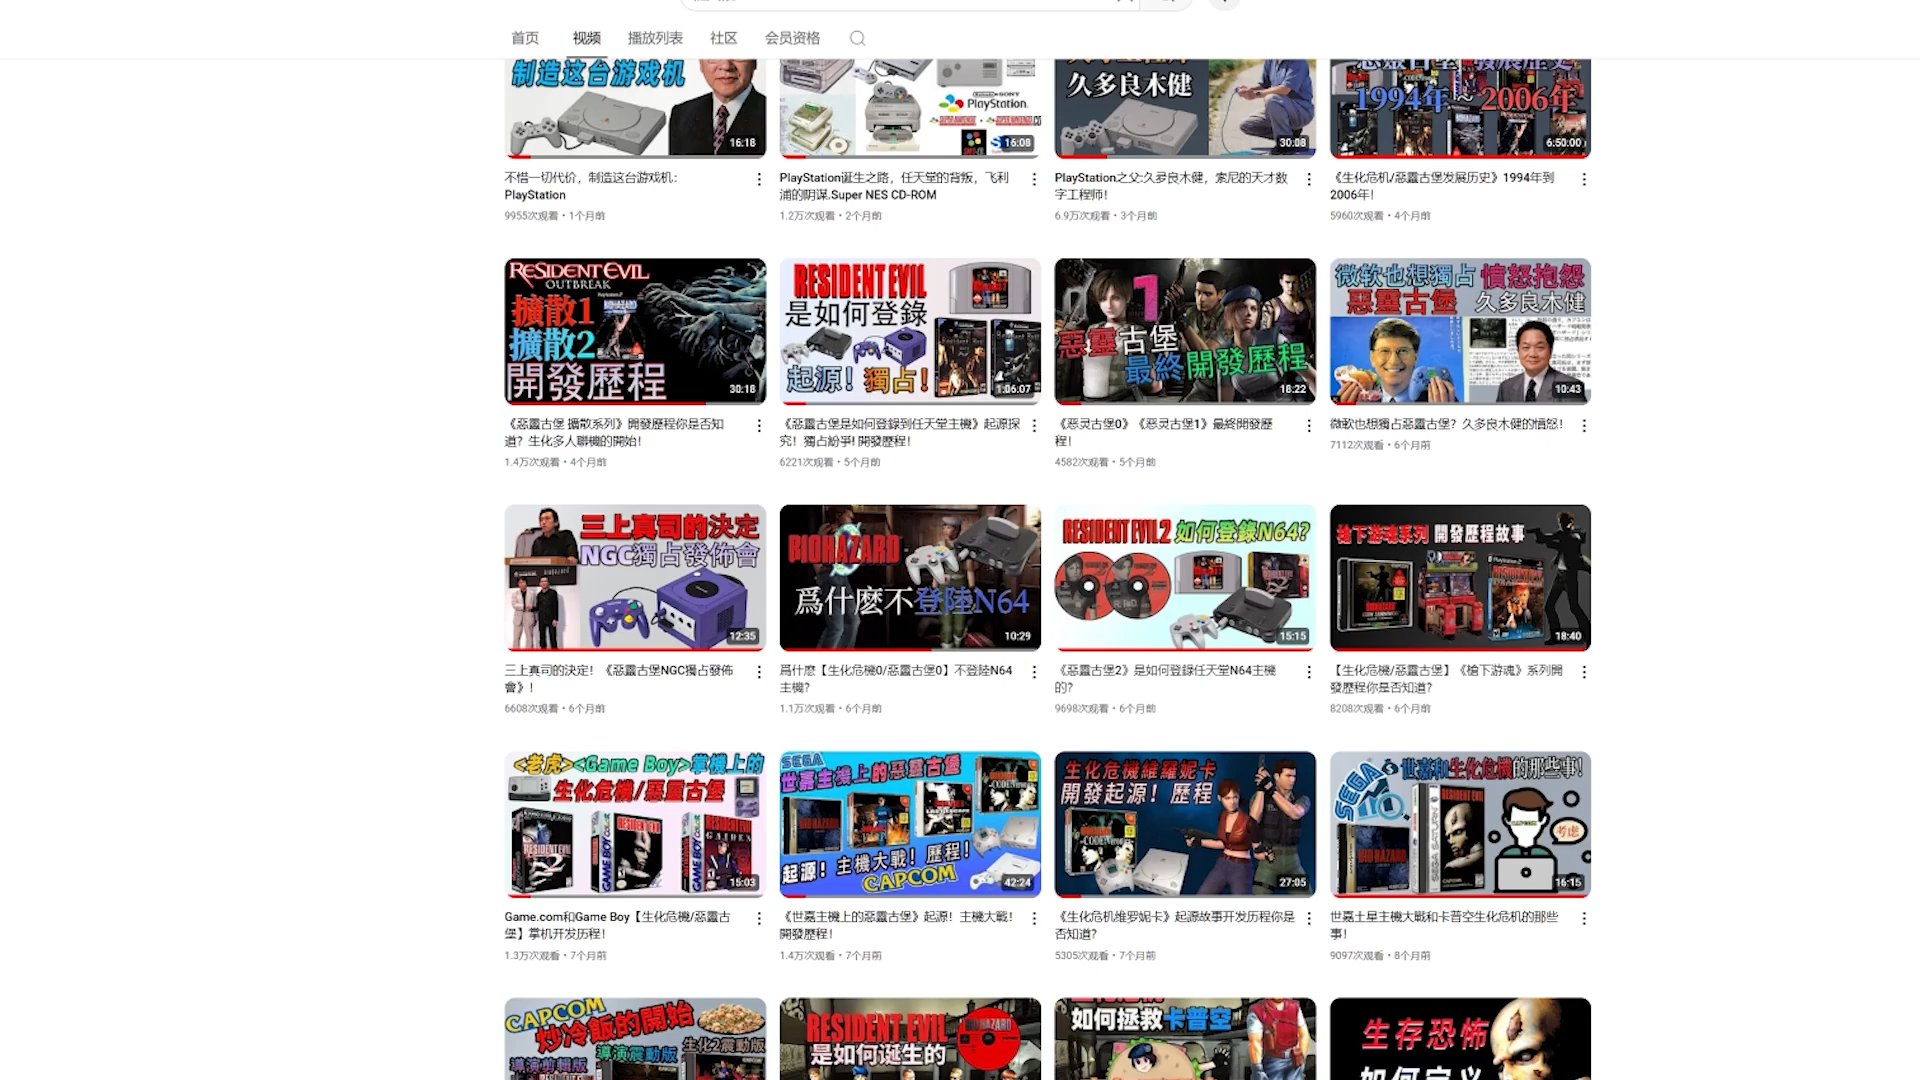 首页
视频
播放列表
社区
会员资格
制造这台游戏机
16:18
PlayStation
16:08
久多良木健
30:08
1994年~2006年
6:50:00
不惜一切代价，制造这台游戏机：
PlayStation
9955次观看・1个月前
PlayStation诞生之路，任天堂的背叛，飞利
浦的阴谋.Super NES CD-ROM
1.2万次观看・2个月前
PlayStation之父:久多良木健，索尼的天才数
字工程师！
6.9万次观看・3个月前
《生化危机/惡靈古堡发展历史》1994年到
2006年！
5960次观看・4个月前
RESIDENT EVIL
OUTBREAK
擴散1
擴散2
開發歷程
30:18
RESIDENT EVIL
是如何登錄
起源！獨占！
1:06:07
1
惡靈古堡
最終開發歷程
18:22
微软也想獨占 憤怒抱怨
惡靈古堡 久多良木健
10:43
《惡靈古堡 擴散系列》開發歷程你是否知
道？生化多人聯機的開始！
1.4万次观看・4个月前
《惡靈古堡是如何登錄到任天堂主機》起源探
究！獨占紛爭! 開發歷程！
6221次观看・5个月前
《恶灵古堡0》《恶灵古堡1》最終開發歷
程！
4582次观看・5个月前
微軟也想獨占惡靈古堡？久多良木健的憤怒！
7112次观看・6个月前
三上真司的決定
NGC獨占發佈會
12:35
BIOHAZARD
爲什麽不登陸N64
10:29
RESIDENT EVIL 2 如何登錄N64?
15:15
槍下游魂系列 開發歷程故事
18:40
三上真司的決定！《惡靈古堡NGC獨占發佈
會》！
6608次观看・6个月前
爲什麽【生化危機0/惡靈古堡0】不登陸N64
主機？
1.1万次观看・6个月前
《惡靈古堡2》是如何登錄任天堂N64主機
的？
9698次观看・6个月前
【生化危機/惡靈古堡】《槍下游魂》系列開
發歷程你是否知道？
8208次观看・6个月前
<老虎><Game Boy>掌機上的
生化危機/惡靈古堡
15:03
SEGA
世嘉主機上的惡靈古堡
起源！主機大戰！歷程！
CAPCOM
42:24
生化危機維羅妮卡
開發起源！歷程
27:05
SEGA
世嘉和生化危機的那些事!
考慮
16:15
Game.com和Game Boy【生化危機/惡靈古
堡】掌机开发历程！
1.3万次观看・7个月前
《世嘉主機上的惡靈古堡》起源！主機大戰！
開發歷程！
1.4万次观看・7个月前
《生化危机维罗妮卡》起源故事开发历程你是
否知道？
5305次观看・7个月前
世嘉土星主機大戰和卡普空生化危机的那些
事！
9097次观看・8个月前
CAPCOM
炒冷飯的開始
導演震動版
生化2震動版
導演剪輯版
RESIDENT EVIL
是如何诞生的
如何拯救卡普空
生存恐怖
如何定义